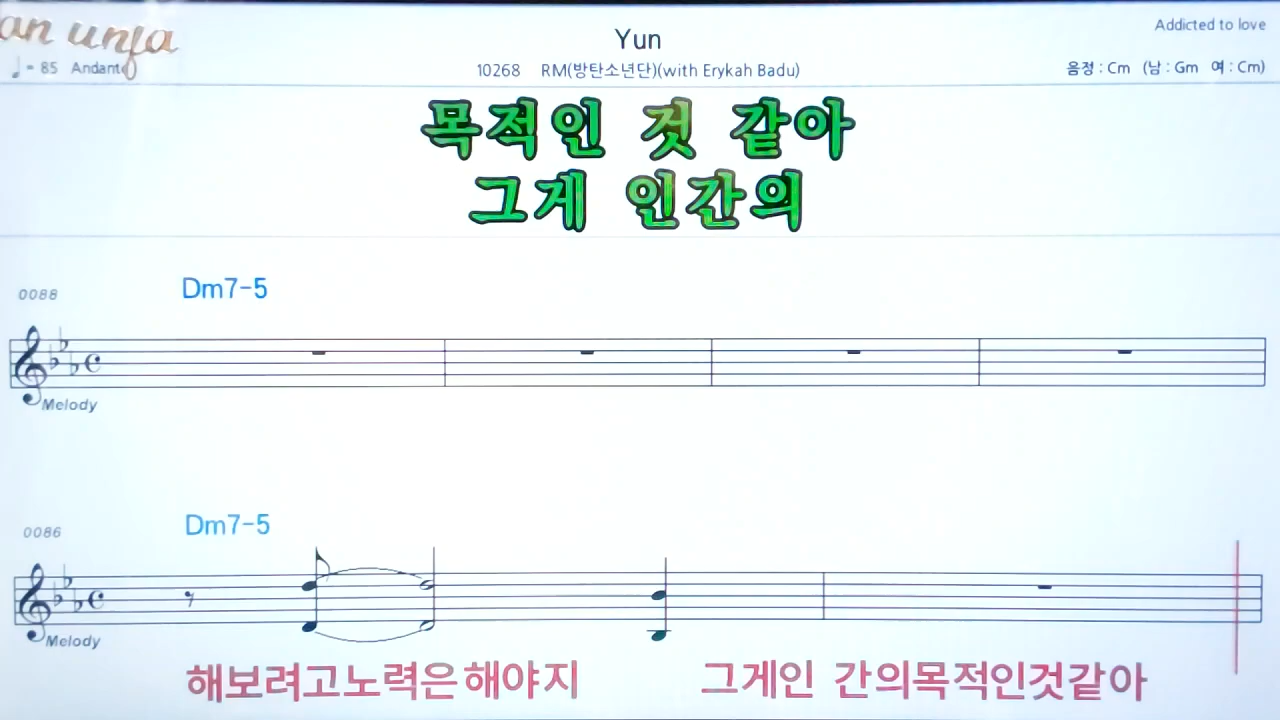 an unfa
Yun
Addicted to love
♩ = 85 Andante
10268 RM(방탄소년단)(with Erykah Badu)
음정 : Cm (남 : Gm 여 : Cm)
목적인 것 같아
그게 인간의
0088
Dm7-5
Melody
0086
Dm7-5
Melody
해보려고노력은해야지 그게인 간의목적인것같아